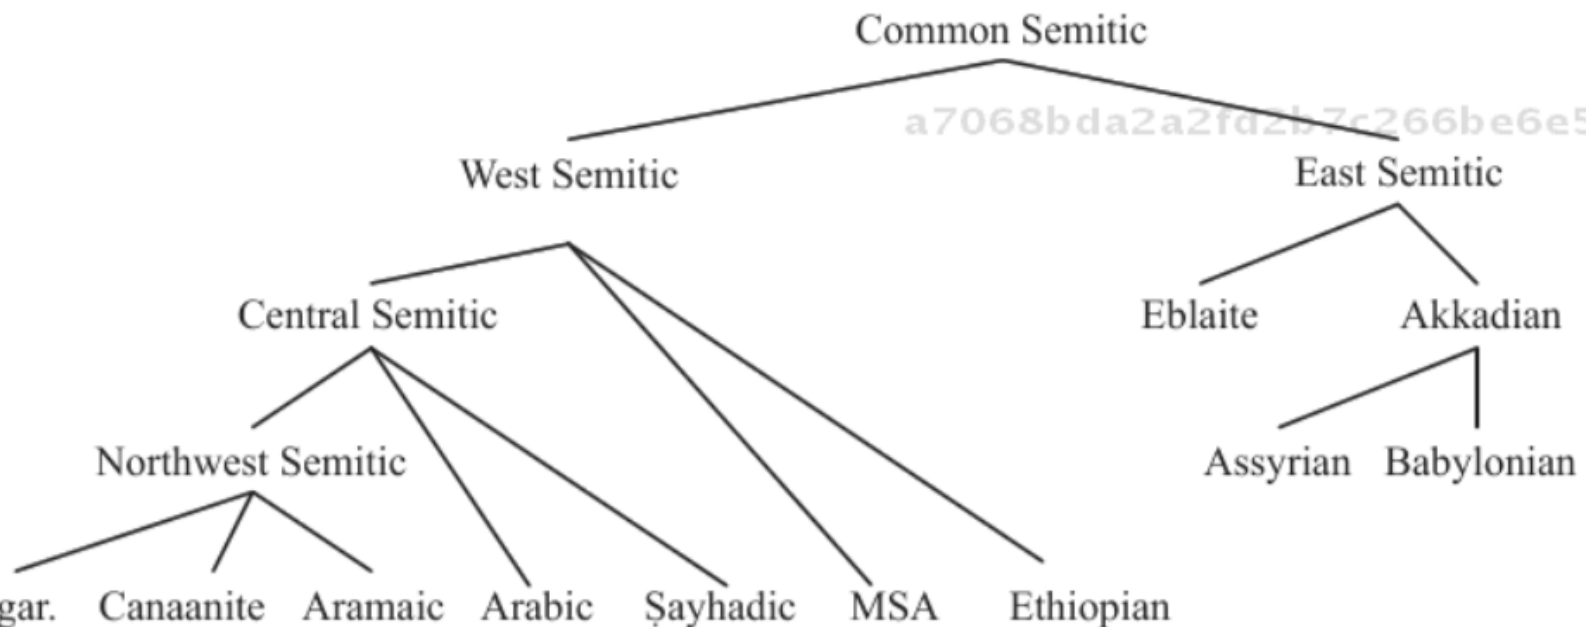 Common Semitic
a7068bda2a2fd2b7c266be6e5
West Semitic East Semitic
Central Semitic Eblaite Akkadian
Northwest Semitic Assyrian Babylonian
gar. Canaanite Aramaic Arabic Ṣayhadic MSA Ethiopian